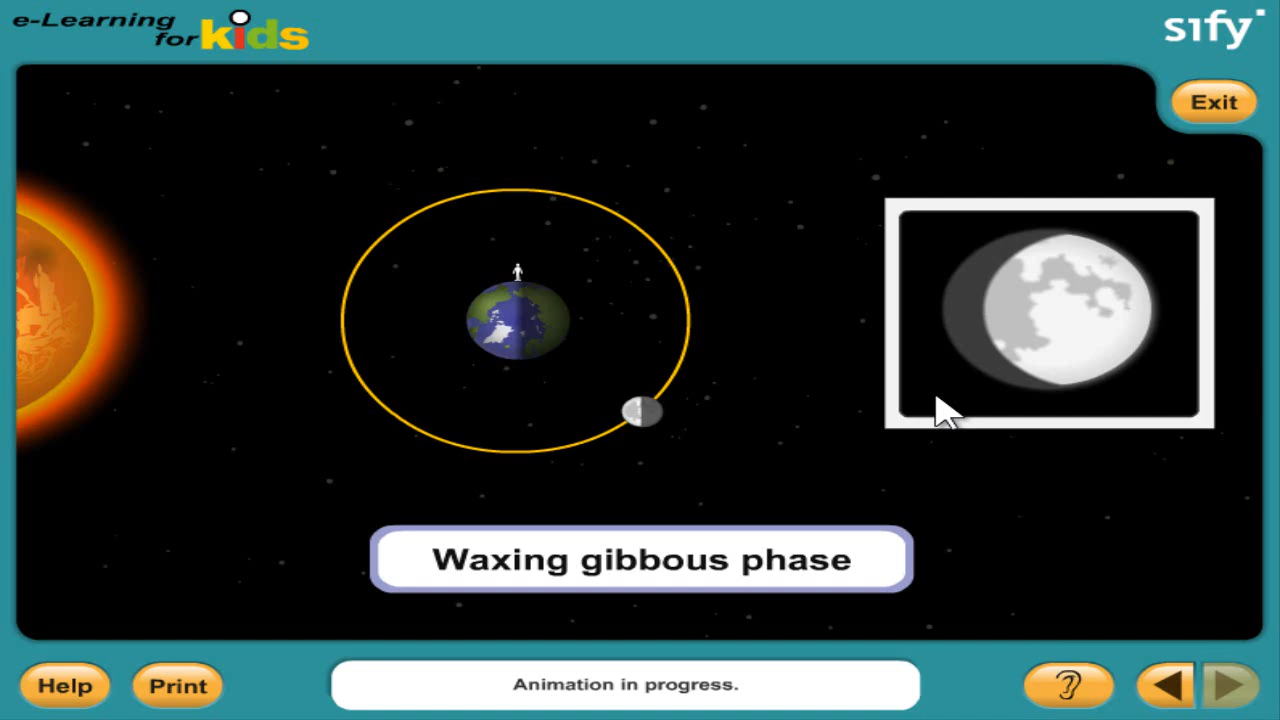 e-Learning
for kids
sify
Exit
Waxing gibbous phase
Help
Print
Animation in progress.